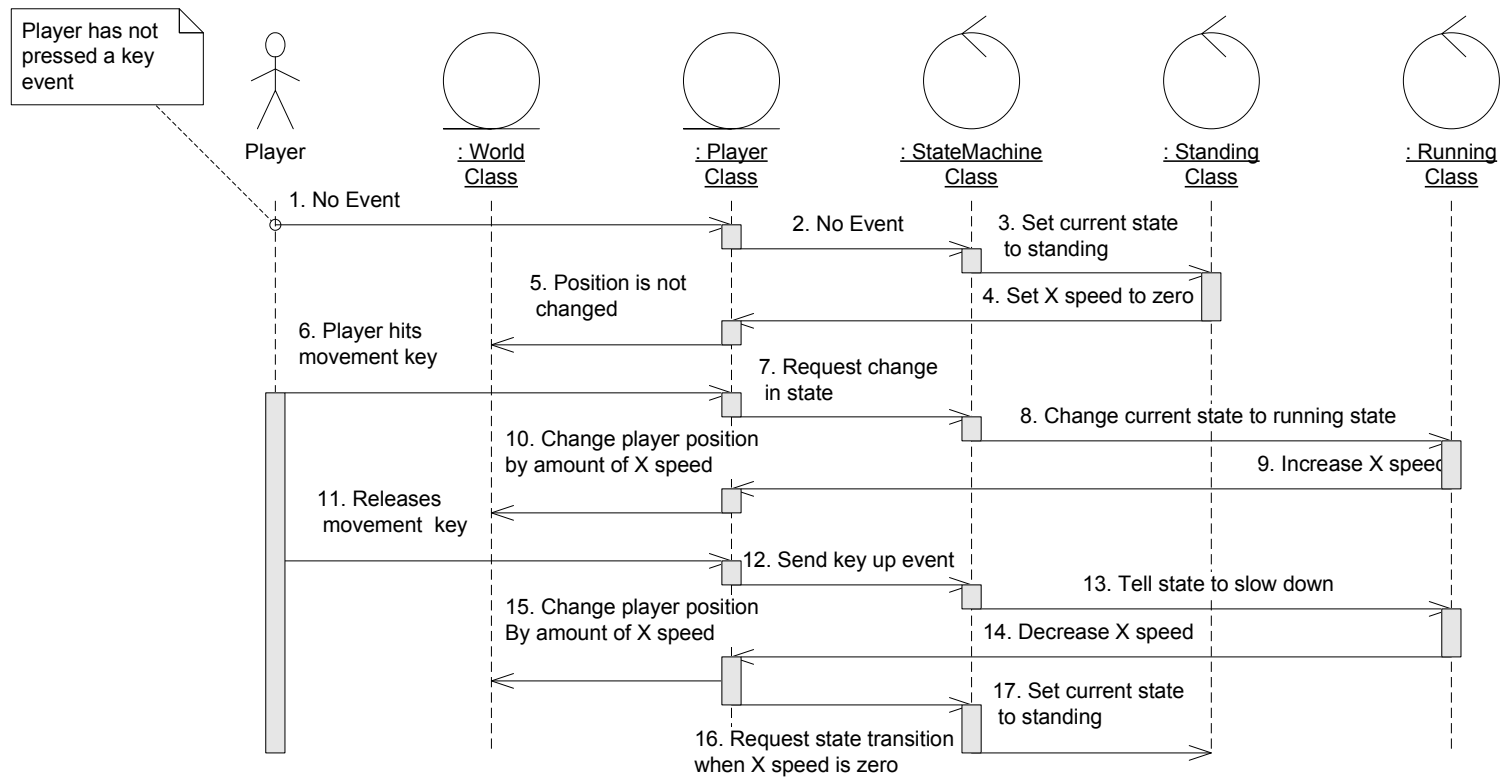 Player has not
pressed a key
event
Player
: World
Class
: Player
Class
: StateMachine
Class
: Standing
Class
: Running
Class
1. No Event
2. No Event
3. Set current state
to standing
4. Set X speed to zero
5. Position is not
changed
6. Player hits
movement key
7. Request change
in state
8. Change current state to running state
9. Increase X speed
10. Change player position
by amount of X speed
11. Releases
movement key
12. Send key up event
13. Tell state to slow down
14. Decrease X speed
15. Change player position
By amount of X speed
16. Request state transition
when X speed is zero
17. Set current state
to standing